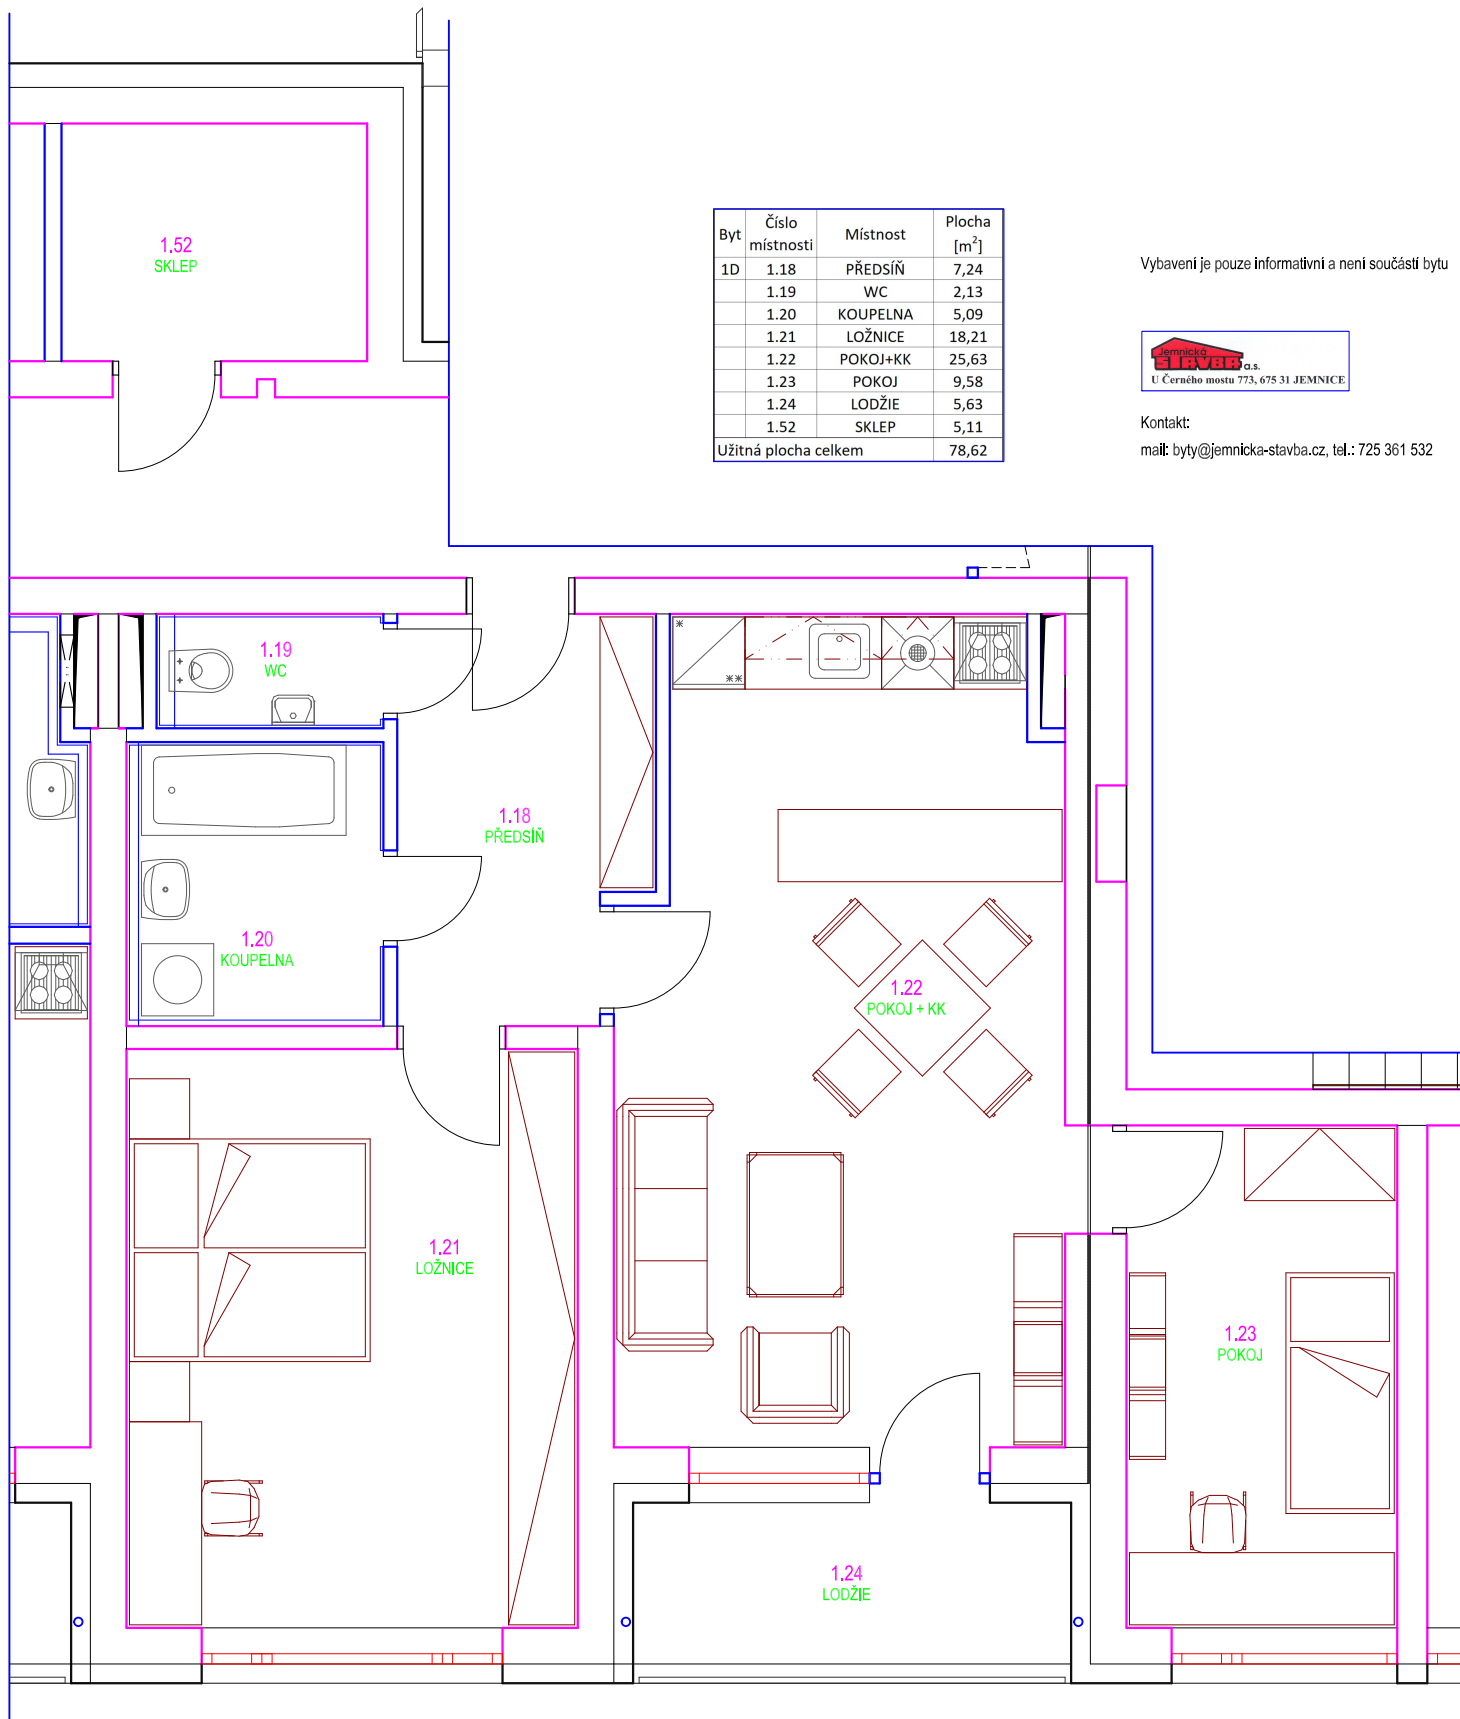 1.52
SKLEP
Byt Číslo místnosti Místnost Plocha [m²]
1D 1.18 PŘEDSÍŇ 7,24
1.19 WC 2,13
1.20 KOUPELNA 5,09
1.21 LOŽNICE 18,21
1.22 POKOJ+KK 25,63
1.23 POKOJ 9,58
1.24 LODŽIE 5,63
1.52 SKLEP 5,11
Užitná plocha celkem 78,62
Vybavení je pouze informativní a není součástí bytu
Jemnická
STAVBA a.s.
U Černého mostu 773, 675 31 JEMNICE
Kontakt:
mail: byty@jemnicka-stavba.cz, tel.: 725 361 532
1.19
WC
1.18
PŘEDSÍŇ
1.20
KOUPELNA
1.22
POKOJ + KK
1.21
LOŽNICE
1.23
POKOJ
1.24
LODŽIE